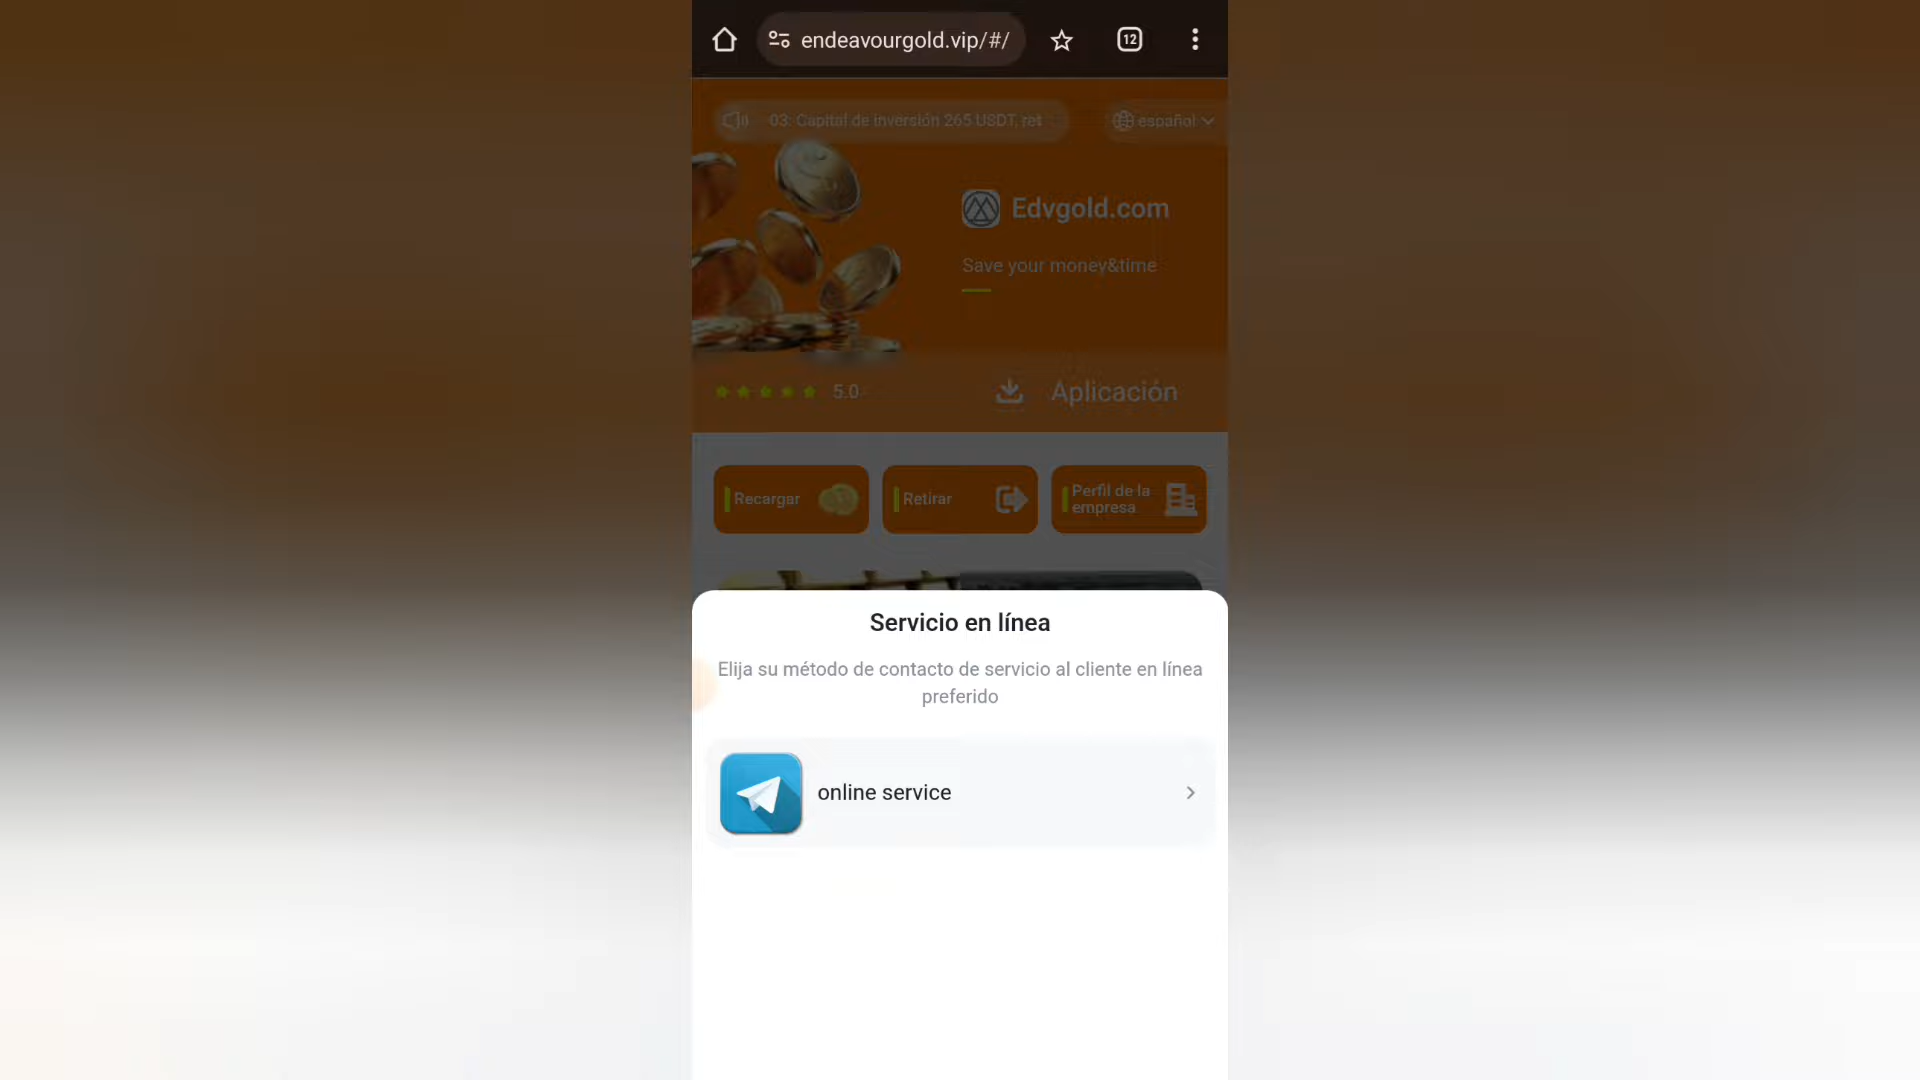 endeavourgold.vip/#/
12
03: Capital de inversión 265 USDT, ret
español
Edvgold.com
Save your money&time
5.0
Aplicación
Recargar
Retirar
Perfil de la
empresa
Servicio en línea
Elija su método de contacto de servicio al cliente en línea
preferido
online service